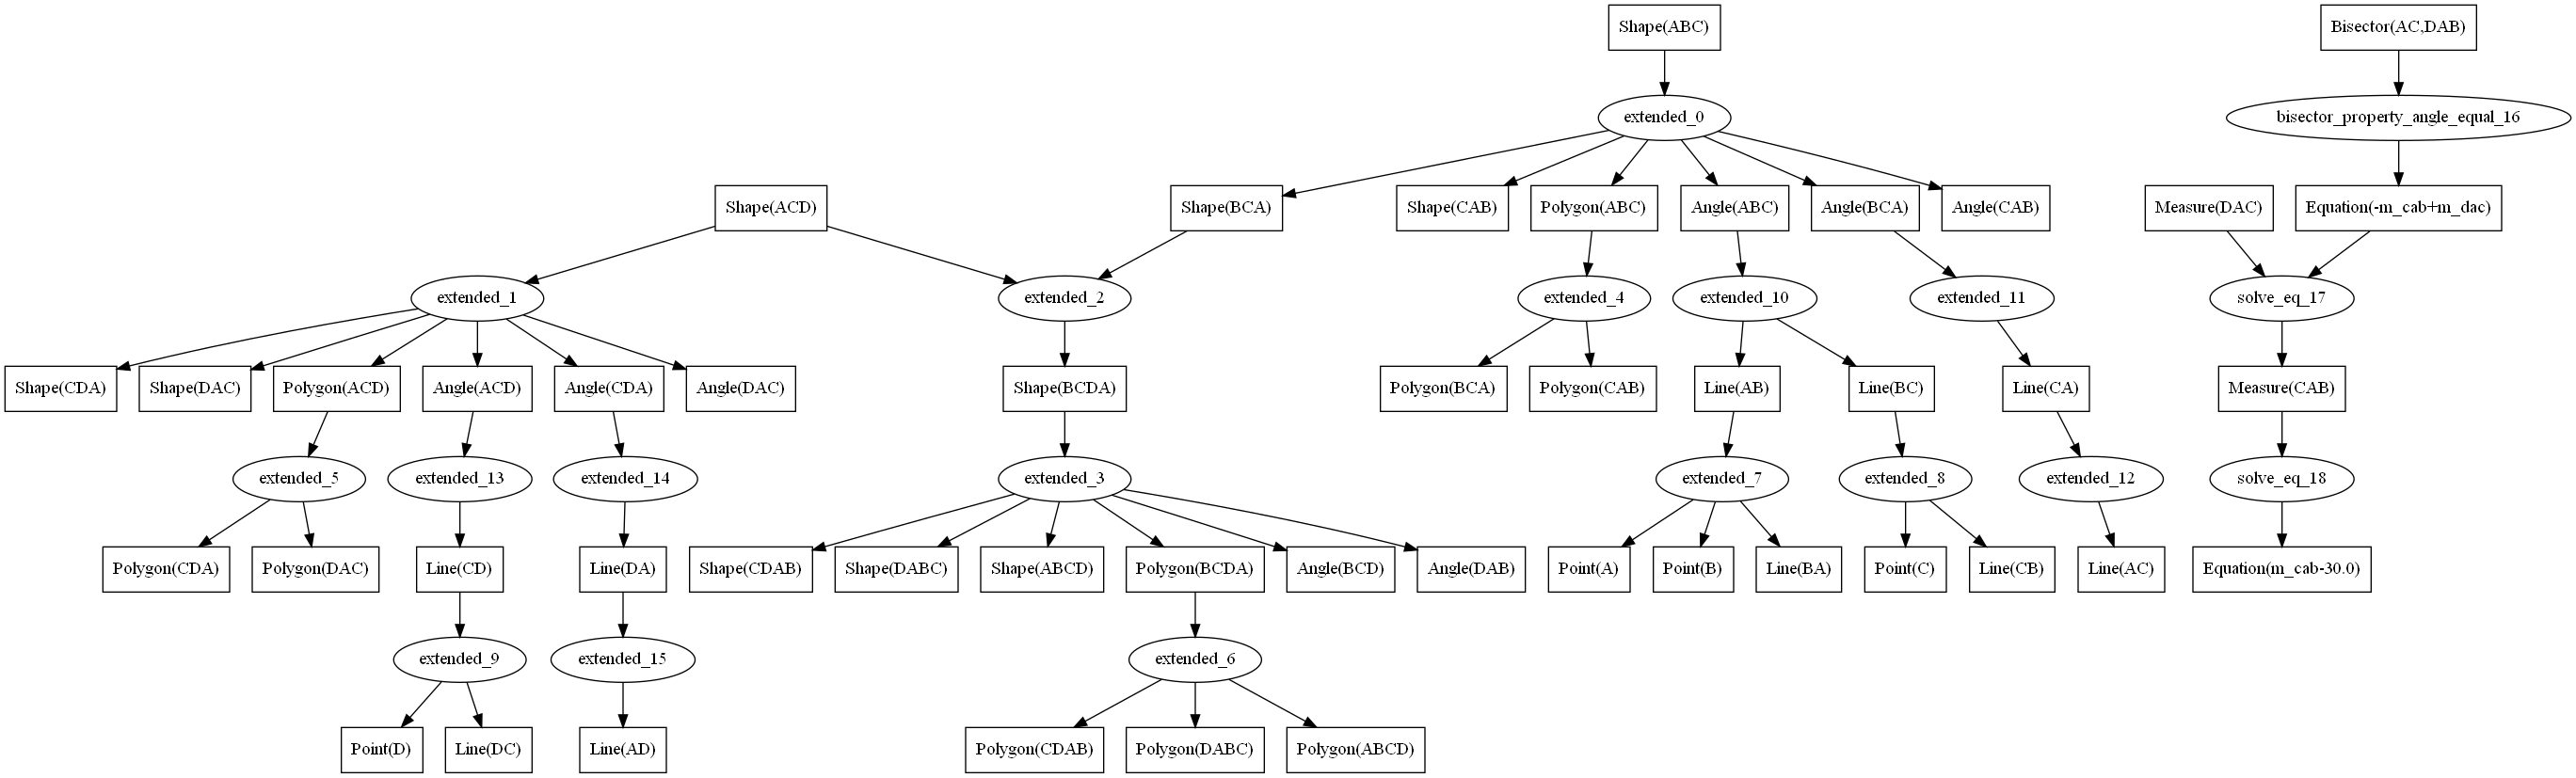 Shape(ABC)
Bisector(AC,DAB)
extended_0
bisector_property_angle_equal_16
Shape(ACD)
Shape(BCA)
Shape(CAB)
Polygon(ABC)
Angle(ABC)
Angle(BCA)
Angle(CAB)
Measure(DAC)
Equation(-m_cab+m_dac)
extended_1
extended_2
extended_4
extended_10
extended_11
solve_eq_17
Shape(CDA)
Shape(DAC)
Polygon(ACD)
Angle(ACD)
Angle(CDA)
Angle(DAC)
Shape(BCDA)
Polygon(BCA)
Polygon(CAB)
Line(AB)
Line(BC)
Line(CA)
Measure(CAB)
extended_5
extended_13
extended_14
extended_3
extended_7
extended_8
extended_12
solve_eq_18
Polygon(CDA)
Polygon(DAC)
Line(CD)
Line(DA)
Shape(CDAB)
Shape(DABC)
Shape(ABCD)
Polygon(BCDA)
Angle(BCD)
Angle(DAB)
Point(A)
Point(B)
Line(BA)
Point(C)
Line(CB)
Line(AC)
Equation(m_cab-30.0)
extended_9
extended_15
extended_6
Point(D)
Line(DC)
Line(AD)
Polygon(CDAB)
Polygon(DABC)
Polygon(ABCD)